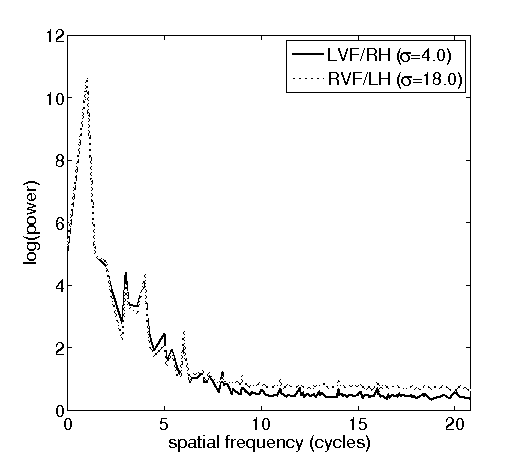 12
10
8
6
4
2
0
log(power)
LVF/RH (σ=4.0)
RVF/LH (σ=18.0)
0 5 10 15 20
spatial frequency (cycles)